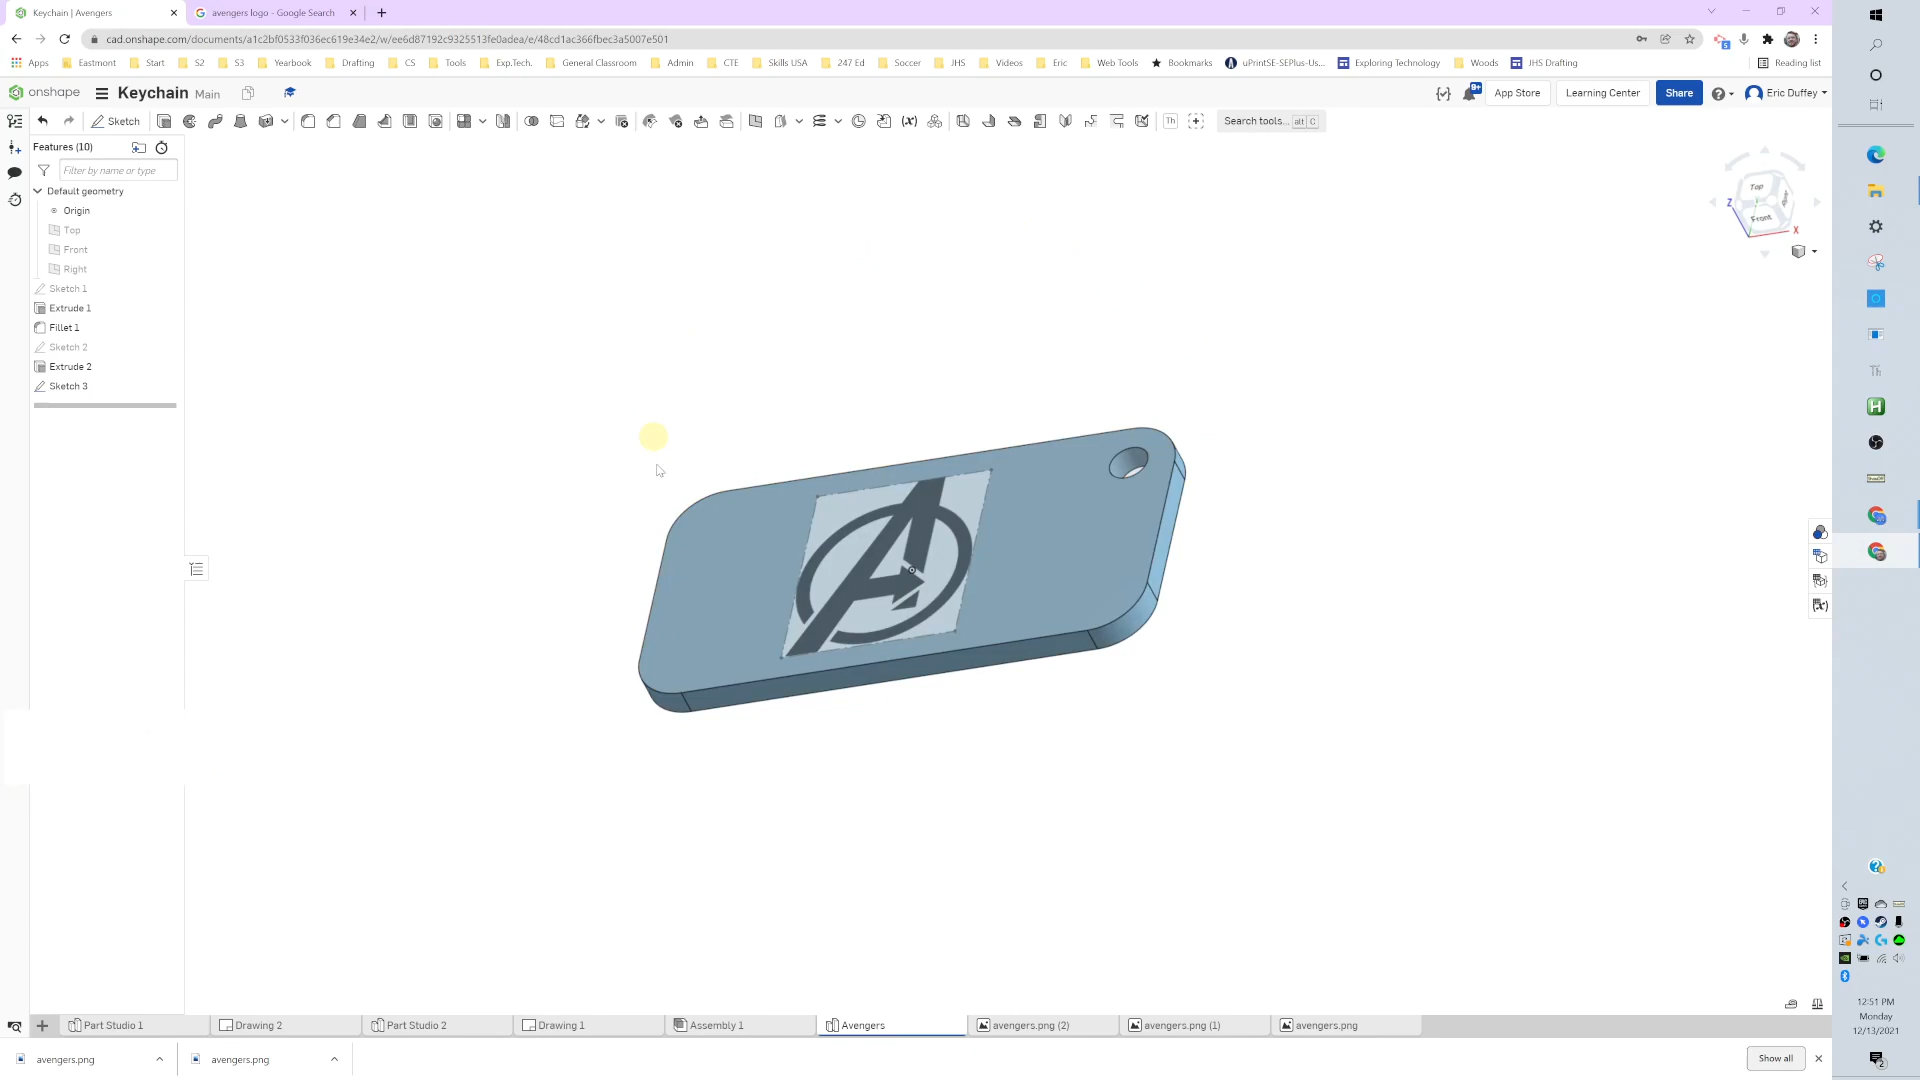 Keychain | Avengers
avengers logo - Google Search
cad.onshape.com/documents/a1c2bf0533f036ec619e34e2/w/ee6d87192c9325513fe0adea/e/48cd1ac366fbec3a5007e501
Apps Eastmont Start S2 S3 Yearbook Drafting CS Tools Exp.Tech. General Classroom Admin CTE Skills USA 247 Ed Soccer JHS Videos Eric Web Tools Bookmarks uPrintSE-SEPlus-Us... Exploring Technology Woods JHS Drafting Reading list
onshape Keychain Main 9+ App Store Learning Center Share Eric Duffey
Sketch Th Search tools... alt C
Features (10)
Filter by name or type
Default geometry
Origin
Top
Front
Right
Sketch 1
Extrude 1
Fillet 1
Sketch 2
Extrude 2
Sketch 3
Top
Z
Front
X
Part Studio 1 Drawing 2 Part Studio 2 Drawing 1 Assembly 1 Avengers avengers.png (2) avengers.png (1) avengers.png
avengers.png avengers.png Show all
12:51 PM
Monday
12/13/2021
2